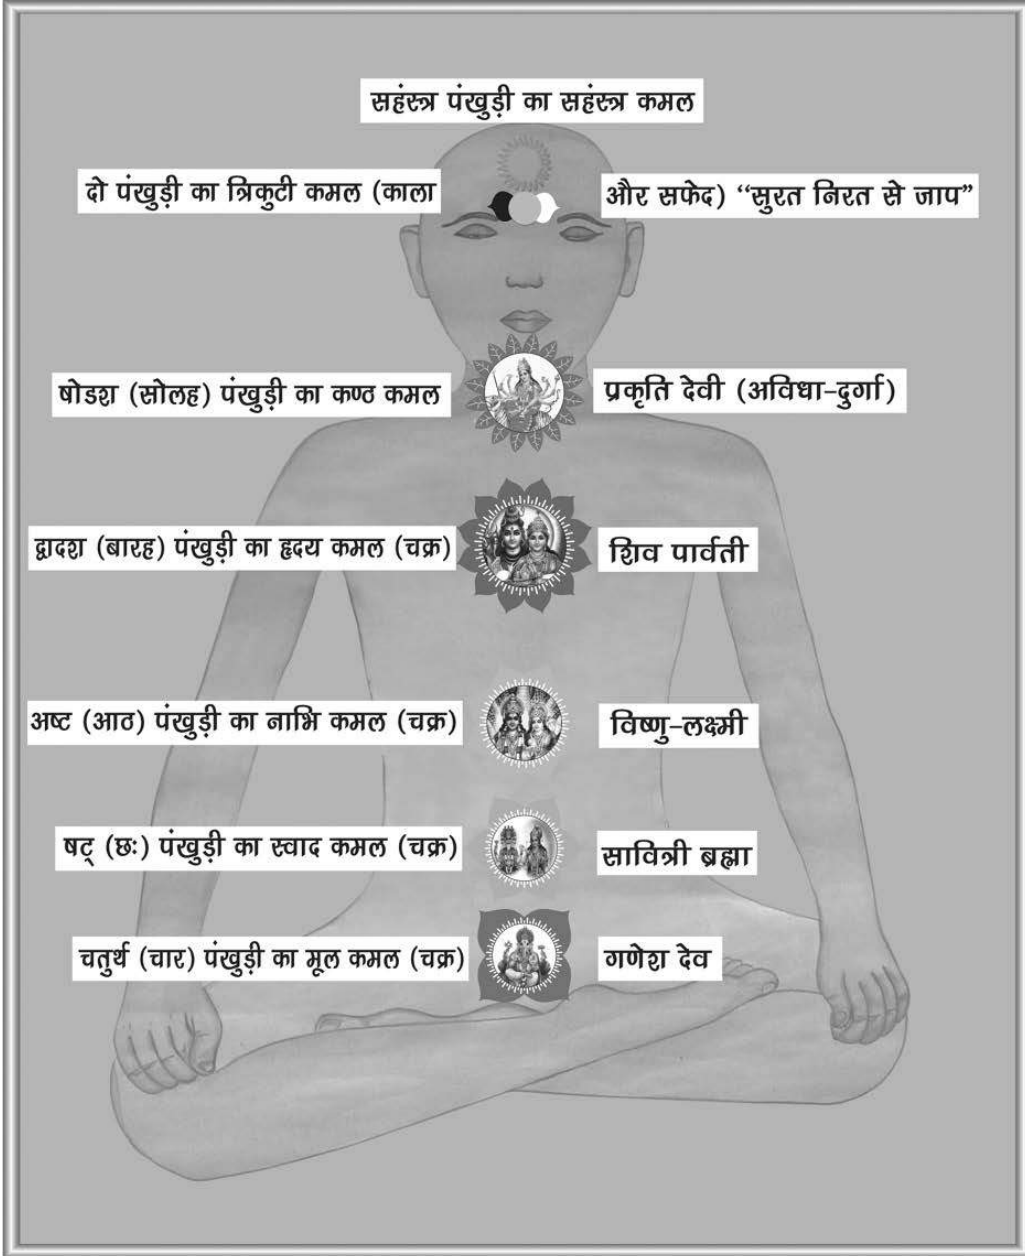 सहंस्त्र पंखुड़ी का सहंस्त्र कमल
दो पंखुड़ी का त्रिकुटी कमल (काला और सफेद) “सुरत निरत से जाप”
षोडश (सोलह) पंखुड़ी का कण्ठ कमल प्रकृति देवी (अविधा-दुर्गा)
द्वादश (बारह) पंखुड़ी का हृदय कमल (चक्र) शिव पार्वती
अष्ट (आठ) पंखुड़ी का नाभि कमल (चक्र) विष्णु-लक्ष्मी
षट् (छः) पंखुड़ी का स्वाद कमल (चक्र) सावित्री ब्रह्मा
चतुर्थ (चार) पंखुड़ी का मूल कमल (चक्र) गणेश देव